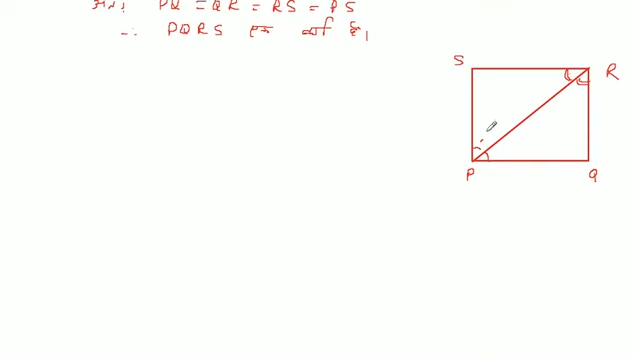 अतः PQ = QR = RS = PS
∴ PQRS एक वर्ग है।
S
R
P
Q